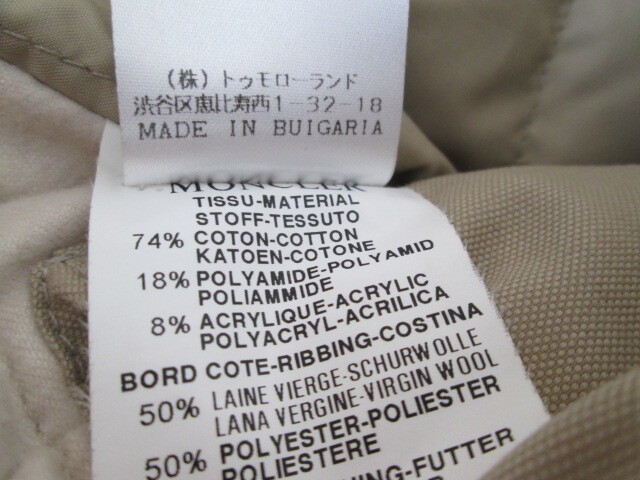 (株) トゥモローランド
渋谷区恵比寿西1-32-18
MADE IN BUIGARIA
MONCLER
TISSU-MATERIAL
STOFF-TESSUTO
74% COTON-COTTON
KATOEN-COTONE
18% POLYAMIDE-POLYAMID
POLIAMMIDE
8% ACRYLIQUE-ACRYLIC
POLYACRYL-ACRILICA
BORD COTE-RIBBING-COSTINA
50% LAINE VIERGE-SCHURWOLLE
LANA VERGINE-VIRGIN WOOL
50% POLYESTER-POLIESTER
POLIESTERE